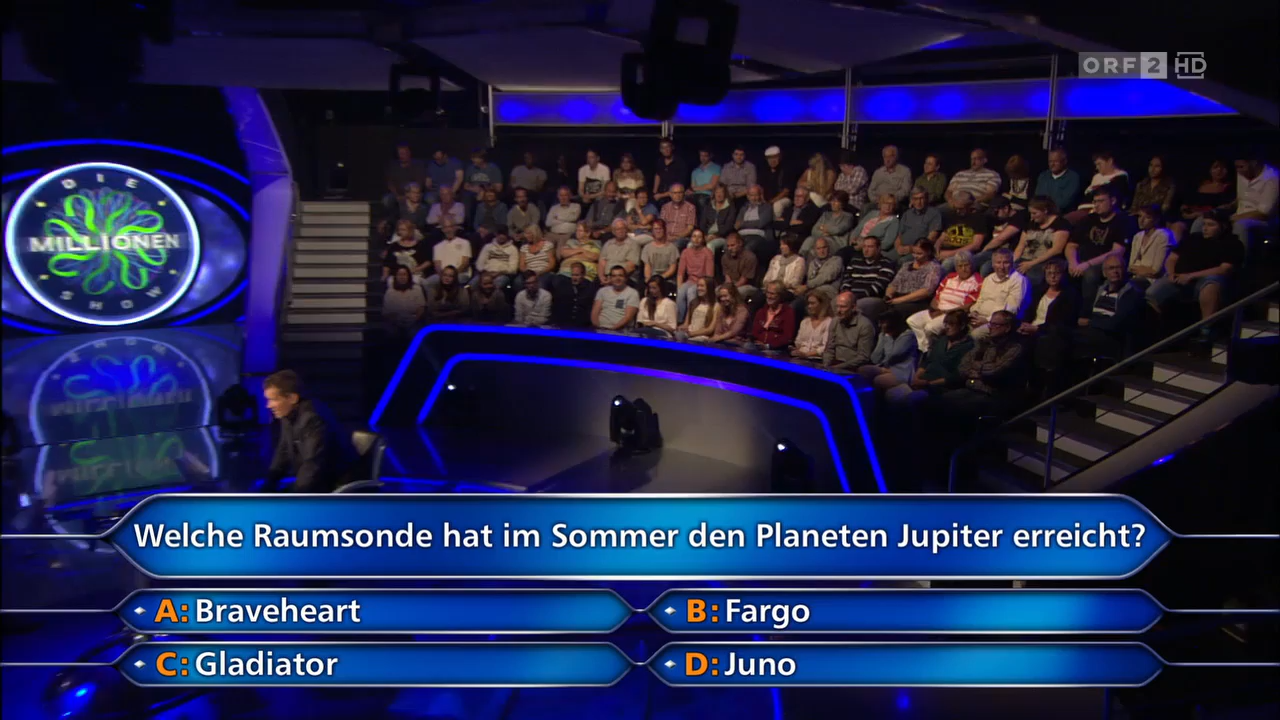 ORF 2 HD
DIE
MILLIONEN
SHOW
Welche Raumsonde hat im Sommer den Planeten Jupiter erreicht?
A: Braveheart
B: Fargo
C: Gladiator
D: Juno